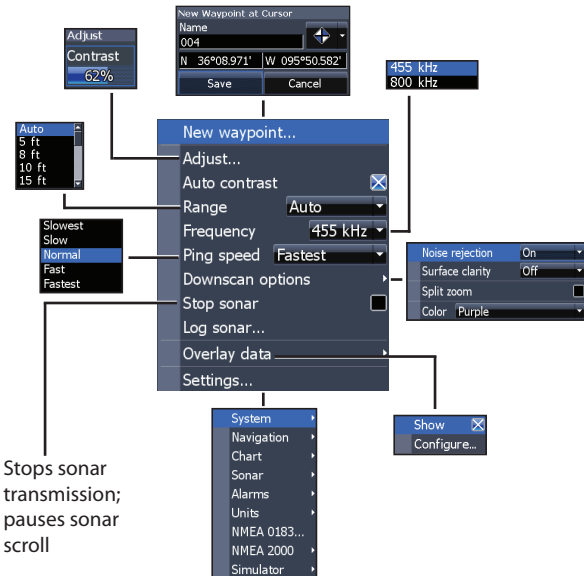 New Waypoint at Cursor
Name
004
N 36°08.971' W 095°50.582'
Save Cancel
Adjust
Contrast
62%
455 kHz
800 kHz
Auto
5 ft
8 ft
10 ft
15 ft
Slowest
Slow
Normal
Fast
Fastest
New waypoint...
Adjust...
Auto contrast
Range Auto
Frequency 455 kHz
Ping speed Fastest
Downscan options
Stop sonar
Log sonar...
Overlay data
Settings...
Noise rejection On
Surface clarity Off
Split zoom
Color Purple
Show
Configure...
System
Navigation
Chart
Sonar
Alarms
Units
NMEA 0183...
NMEA 2000
Simulator
Stops sonar
transmission;
pauses sonar
scroll